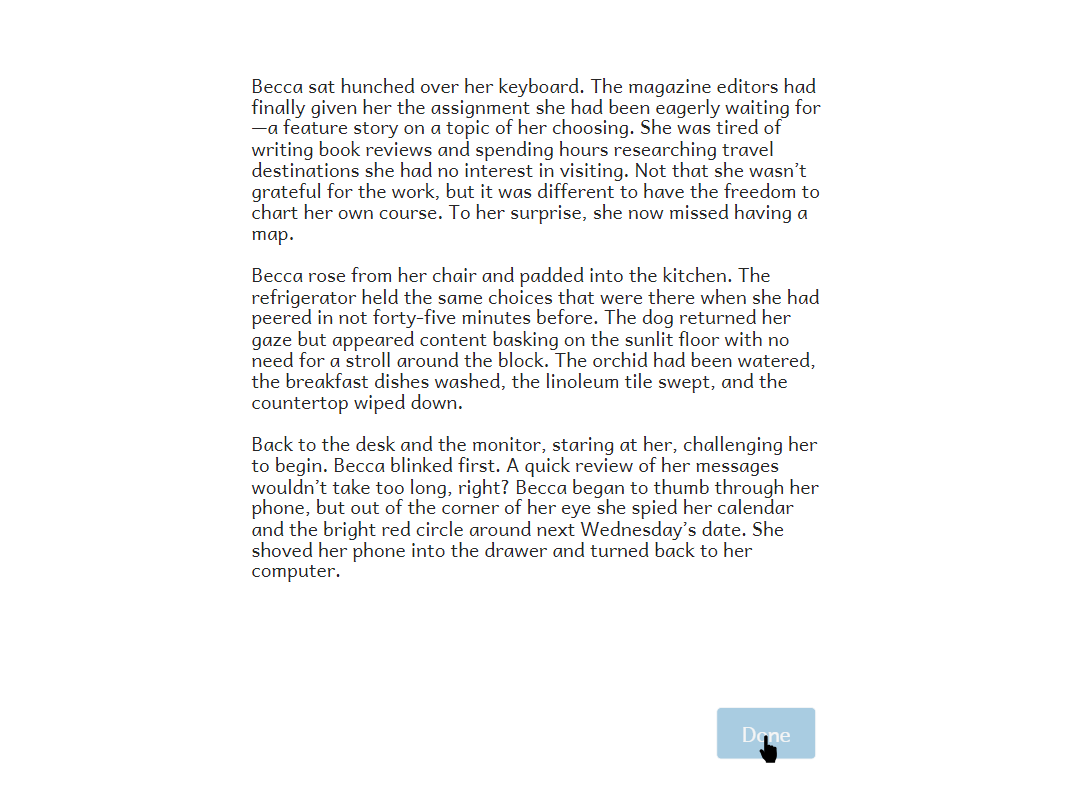 Becca sat hunched over her keyboard. The magazine editors had
finally given her the assignment she had been eagerly waiting for
—a feature story on a topic of her choosing. She was tired of
writing book reviews and spending hours researching travel
destinations she had no interest in visiting. Not that she wasn’t
grateful for the work, but it was different to have the freedom to
chart her own course. To her surprise, she now missed having a
map.
Becca rose from her chair and padded into the kitchen. The
refrigerator held the same choices that were there when she had
peered in not forty-five minutes before. The dog returned her
gaze but appeared content basking on the sunlit floor with no
need for a stroll around the block. The orchid had been watered,
the breakfast dishes washed, the linoleum tile swept, and the
countertop wiped down.
Back to the desk and the monitor, staring at her, challenging her
to begin. Becca blinked first. A quick review of her messages
wouldn’t take too long, right? Becca began to thumb through her
phone, but out of the corner of her eye she spied her calendar
and the bright red circle around next Wednesday’s date. She
shoved her phone into the drawer and turned back to her
computer.
Done